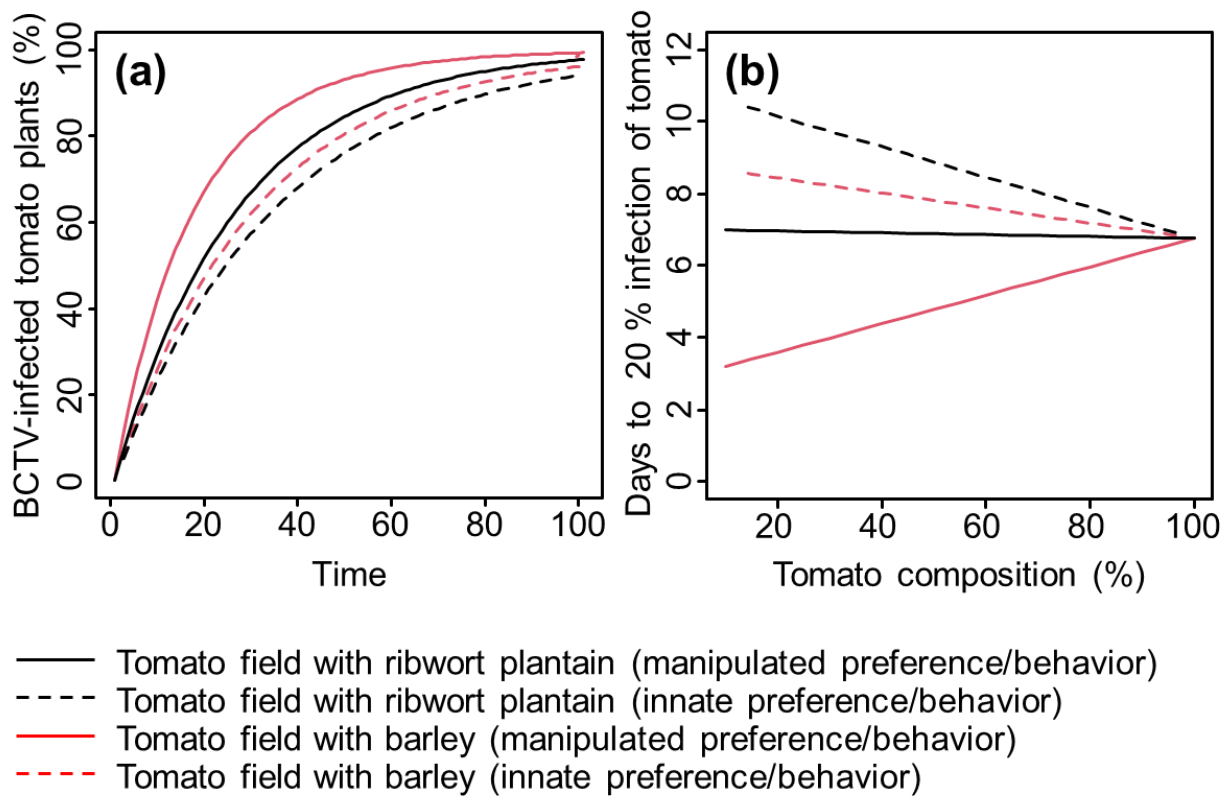 (a)
BCTV-infected tomato plants (%)
100
80
60
40
20
0
0 20 40 60 80 100
Time
(b)
Days to 20 % infection of tomato
12
10
8
6
4
2
0
20 40 60 80 100
Tomato composition (%)
Tomato field with ribwort plantain (manipulated preference/behavior)
Tomato field with ribwort plantain (innate preference/behavior)
Tomato field with barley (manipulated preference/behavior)
Tomato field with barley (innate preference/behavior)